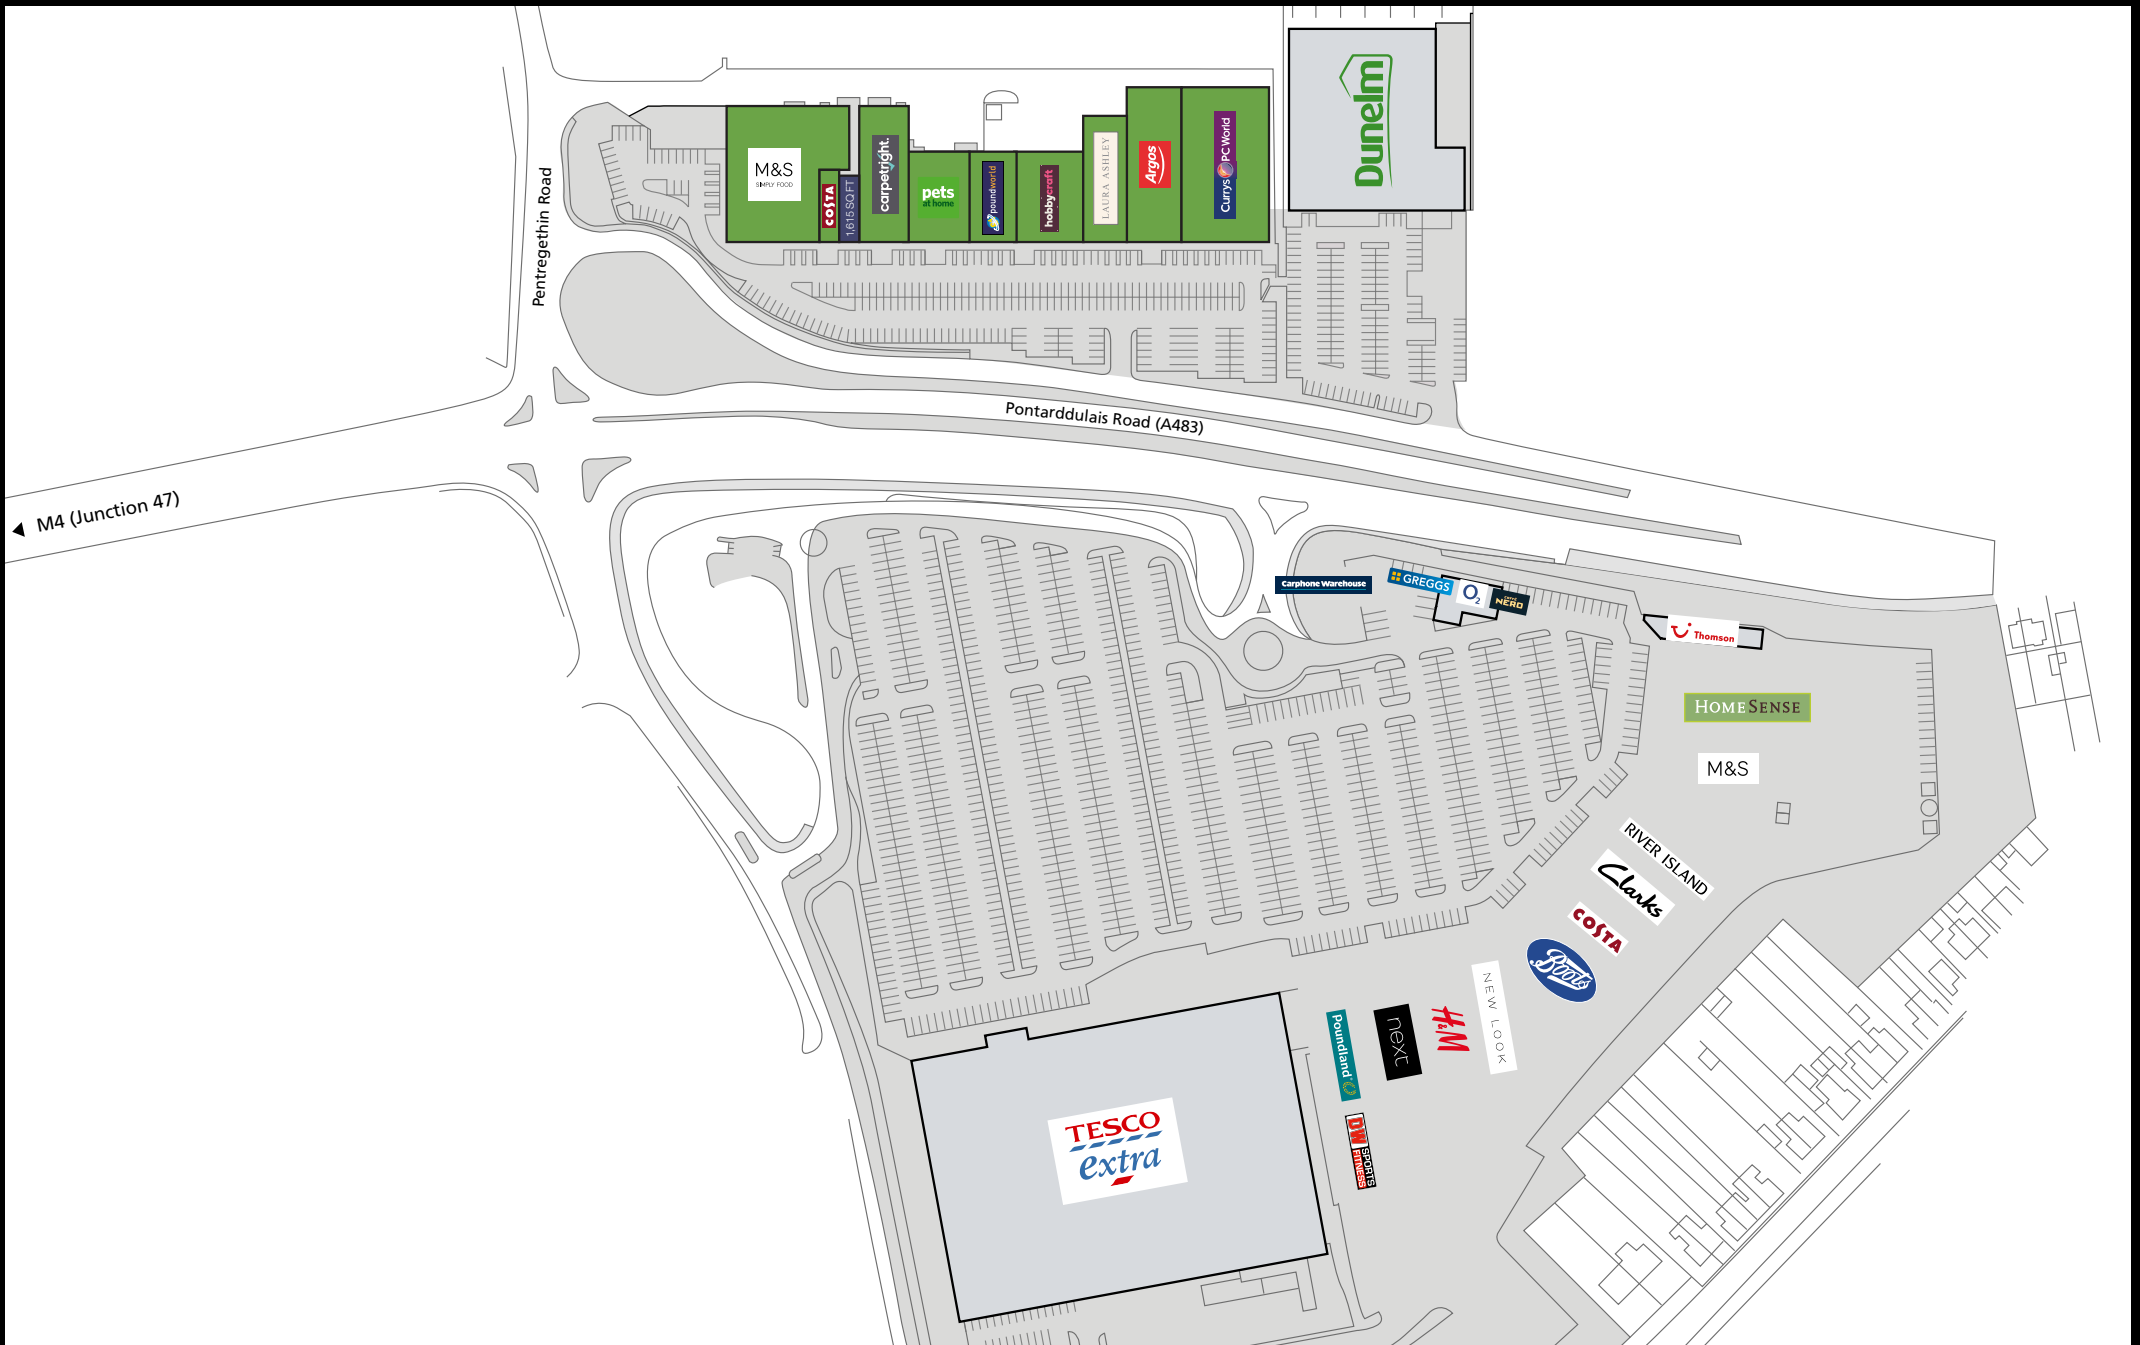 Dunelm
M&S
SIMPLY FOOD
COSTA
1,615 SQ FT
carpetright.
pets
at home
poundworld
hobbycraft
LAURA ASHLEY
Argos
Currys PC World
Pentregethin Road
Pontarddulais Road (A483)
M4 (Junction 47)
Carphone Warehouse
GREGGS
O2
CAFFÈ
NERO
Thomson
HOMESENSE
M&S
RIVER ISLAND
Clarks
COSTA
Boots
NEW LOOK
H&M
next
Poundland
DW
SPORTS
FITNESS
TESCO
extra